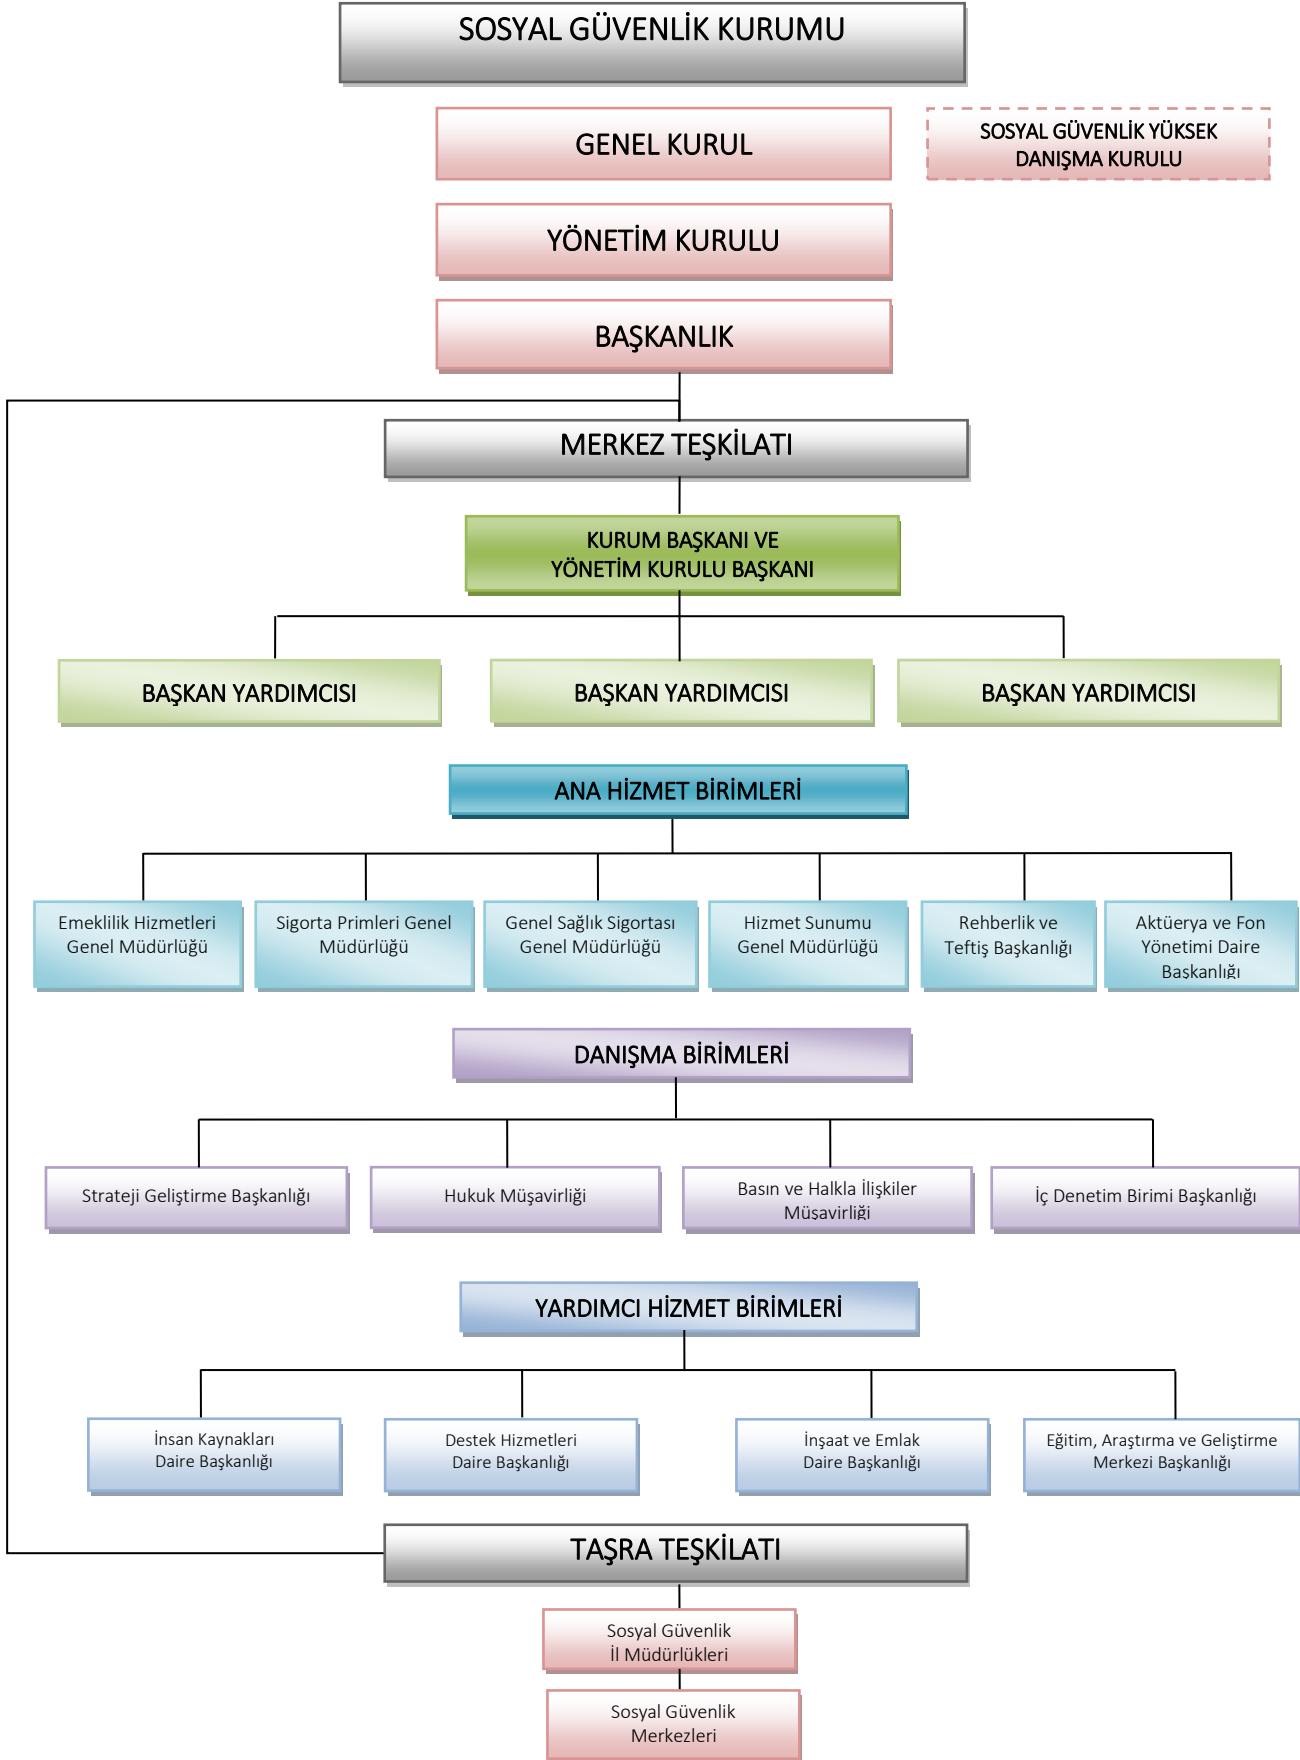 SOSYAL GÜVENLİK KURUMU
GENEL KURUL
SOSYAL GÜVENLİK YÜKSEK
DANIŞMA KURULU
YÖNETİM KURULU
BAŞKANLIK
MERKEZ TEŞKİLATI
KURUM BAŞKANI VE
YÖNETİM KURULU BAŞKANI
BAŞKAN YARDIMCISI
BAŞKAN YARDIMCISI
BAŞKAN YARDIMCISI
ANA HİZMET BİRİMLERİ
Emeklilik Hizmetleri
Genel Müdürlüğü
Sigorta Primleri Genel
Müdürlüğü
Genel Sağlık Sigortası
Genel Müdürlüğü
Hizmet Sunumu
Genel Müdürlüğü
Rehberlik ve
Teftiş Başkanlığı
Aktüerya ve Fon
Yönetimi Daire
Başkanlığı
DANIŞMA BİRİMLERİ
Strateji Geliştirme Başkanlığı
Hukuk Müşavirliği
Basın ve Halkla İlişkiler
Müşavirliği
İç Denetim Birimi Başkanlığı
YARDIMCI HİZMET BİRİMLERİ
İnsan Kaynakları
Daire Başkanlığı
Destek Hizmetleri
Daire Başkanlığı
İnşaat ve Emlak
Daire Başkanlığı
Eğitim, Araştırma ve Geliştirme
Merkezi Başkanlığı
TAŞRA TEŞKİLATI
Sosyal Güvenlik
İl Müdürlükleri
Sosyal Güvenlik
Merkezleri